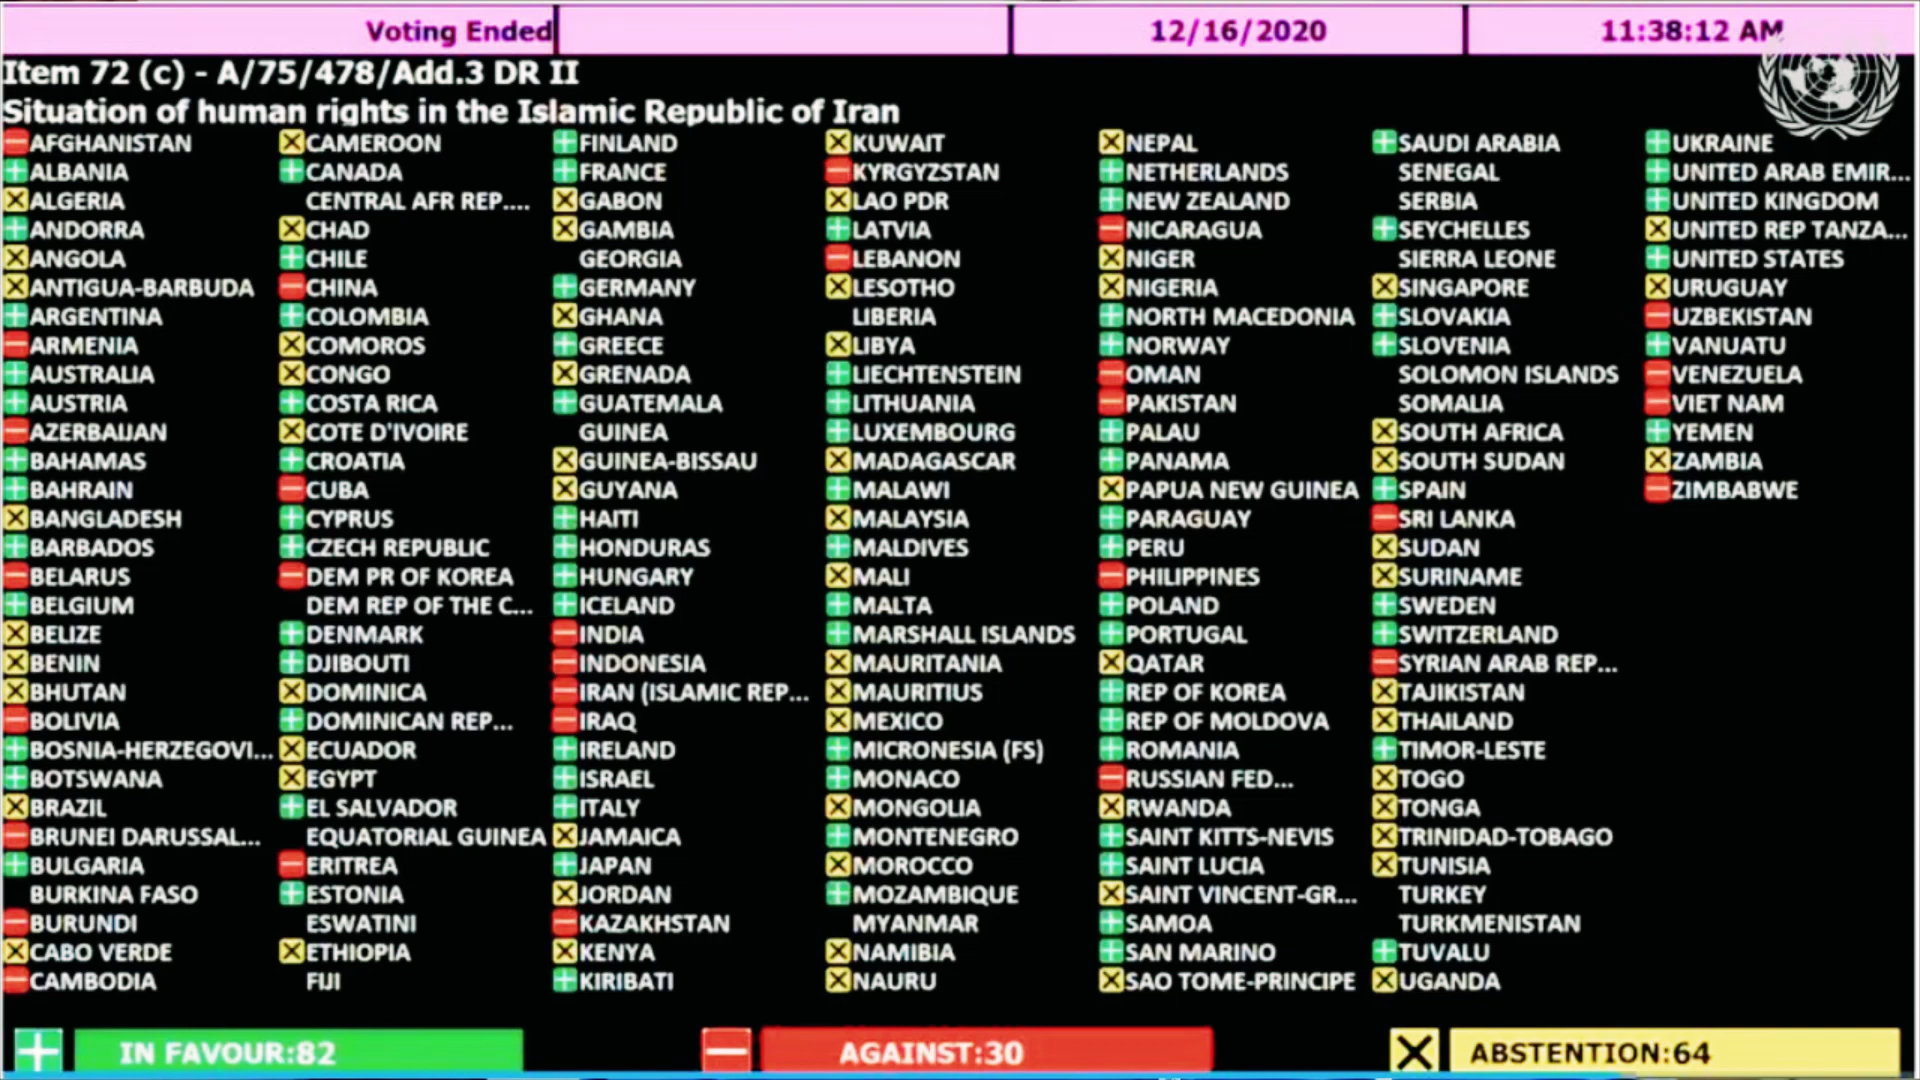 Voting Ended 12/16/2020 11:38:12 AM
Item 72 (c) - A/75/478/Add.3 DR II
Situation of human rights in the Islamic Republic of Iran
AFGHANISTAN
ALBANIA
ALGERIA
ANDORRA
ANGOLA
ANTIGUA-BARBUDA
ARGENTINA
ARMENIA
AUSTRALIA
AUSTRIA
AZERBAIJAN
BAHAMAS
BAHRAIN
BANGLADESH
BARBADOS
BELARUS
BELGIUM
BELIZE
BENIN
BHUTAN
BOLIVIA
BOSNIA-HERZEGOVI...
BOTSWANA
BRAZIL
BRUNEI DARUSSAL...
BULGARIA
BURKINA FASO
BURUNDI
CABO VERDE
CAMBODIA
CAMEROON
CANADA
CENTRAL AFR REP....
CHAD
CHILE
CHINA
COLOMBIA
COMOROS
CONGO
COSTA RICA
COTE D'IVOIRE
CROATIA
CUBA
CYPRUS
CZECH REPUBLIC
DEM PR OF KOREA
DEM REP OF THE C...
DENMARK
DJIBOUTI
DOMINICA
DOMINICAN REP...
ECUADOR
EGYPT
EL SALVADOR
EQUATORIAL GUINEA
ERITREA
ESTONIA
ESWATINI
ETHIOPIA
FIJI
FINLAND
FRANCE
GABON
GAMBIA
GEORGIA
GERMANY
GHANA
GREECE
GRENADA
GUATEMALA
GUINEA
GUINEA-BISSAU
GUYANA
HAITI
HONDURAS
HUNGARY
ICELAND
INDIA
INDONESIA
IRAN (ISLAMIC REP...
IRAQ
IRELAND
ISRAEL
ITALY
JAMAICA
JAPAN
JORDAN
KAZAKHSTAN
KENYA
KIRIBATI
KUWAIT
KYRGYZSTAN
LAO PDR
LATVIA
LEBANON
LESOTHO
LIBERIA
LIBYA
LIECHTENSTEIN
LITHUANIA
LUXEMBOURG
MADAGASCAR
MALAWI
MALAYSIA
MALDIVES
MALI
MALTA
MARSHALL ISLANDS
MAURITANIA
MAURITIUS
MEXICO
MICRONESIA (FS)
MONACO
MONGOLIA
MONTENEGRO
MOROCCO
MOZAMBIQUE
MYANMAR
NAMIBIA
NAURU
NEPAL
NETHERLANDS
NEW ZEALAND
NICARAGUA
NIGER
NIGERIA
NORTH MACEDONIA
NORWAY
OMAN
PAKISTAN
PALAU
PANAMA
PAPUA NEW GUINEA
PARAGUAY
PERU
PHILIPPINES
POLAND
PORTUGAL
QATAR
REP OF KOREA
REP OF MOLDOVA
ROMANIA
RUSSIAN FED...
RWANDA
SAINT KITTS-NEVIS
SAINT LUCIA
SAINT VINCENT-GR...
SAMOA
SAN MARINO
SAO TOME-PRINCIPE
SAUDI ARABIA
SENEGAL
SERBIA
SEYCHELLES
SIERRA LEONE
SINGAPORE
SLOVAKIA
SLOVENIA
SOLOMON ISLANDS
SOMALIA
SOUTH AFRICA
SOUTH SUDAN
SPAIN
SRI LANKA
SUDAN
SURINAME
SWEDEN
SWITZERLAND
SYRIAN ARAB REP...
TAJIKISTAN
THAILAND
TIMOR-LESTE
TOGO
TONGA
TRINIDAD-TOBAGO
TUNISIA
TURKEY
TURKMENISTAN
TUVALU
UGANDA
UKRAINE
UNITED ARAB EMIR...
UNITED KINGDOM
UNITED REP TANZA...
UNITED STATES
URUGUAY
UZBEKISTAN
VANUATU
VENEZUELA
VIET NAM
YEMEN
ZAMBIA
ZIMBABWE
IN FAVOUR:82 AGAINST:30 ABSTENTION:64